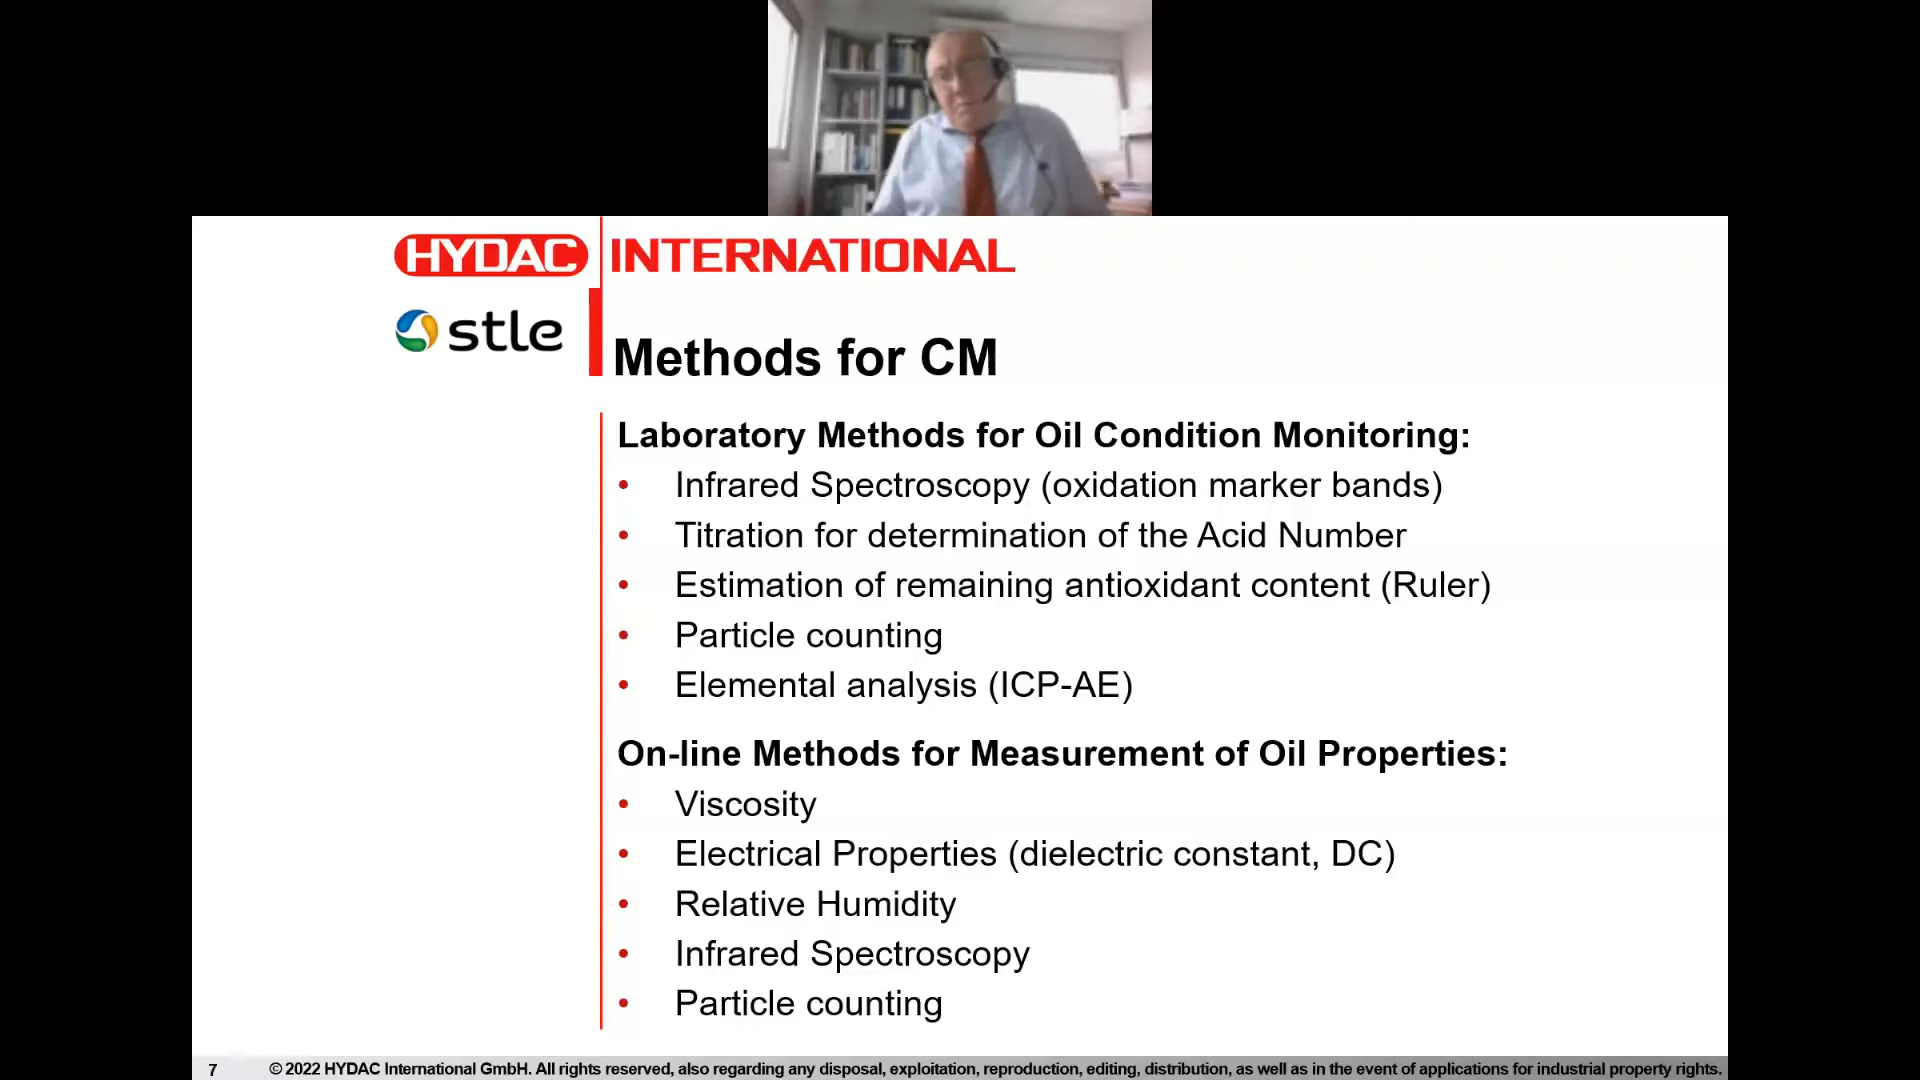 HYDAC INTERNATIONAL
stle
Methods for CM
Laboratory Methods for Oil Condition Monitoring:
• Infrared Spectroscopy (oxidation marker bands)
• Titration for determination of the Acid Number
• Estimation of remaining antioxidant content (Ruler)
• Particle counting
• Elemental analysis (ICP-AE)
On-line Methods for Measurement of Oil Properties:
• Viscosity
• Electrical Properties (dielectric constant, DC)
• Relative Humidity
• Infrared Spectroscopy
• Particle counting
7 © 2022 HYDAC International GmbH. All rights reserved, also regarding any disposal, exploitation, reproduction, editing, distribution, as well as in the event of applications for industrial property rights.